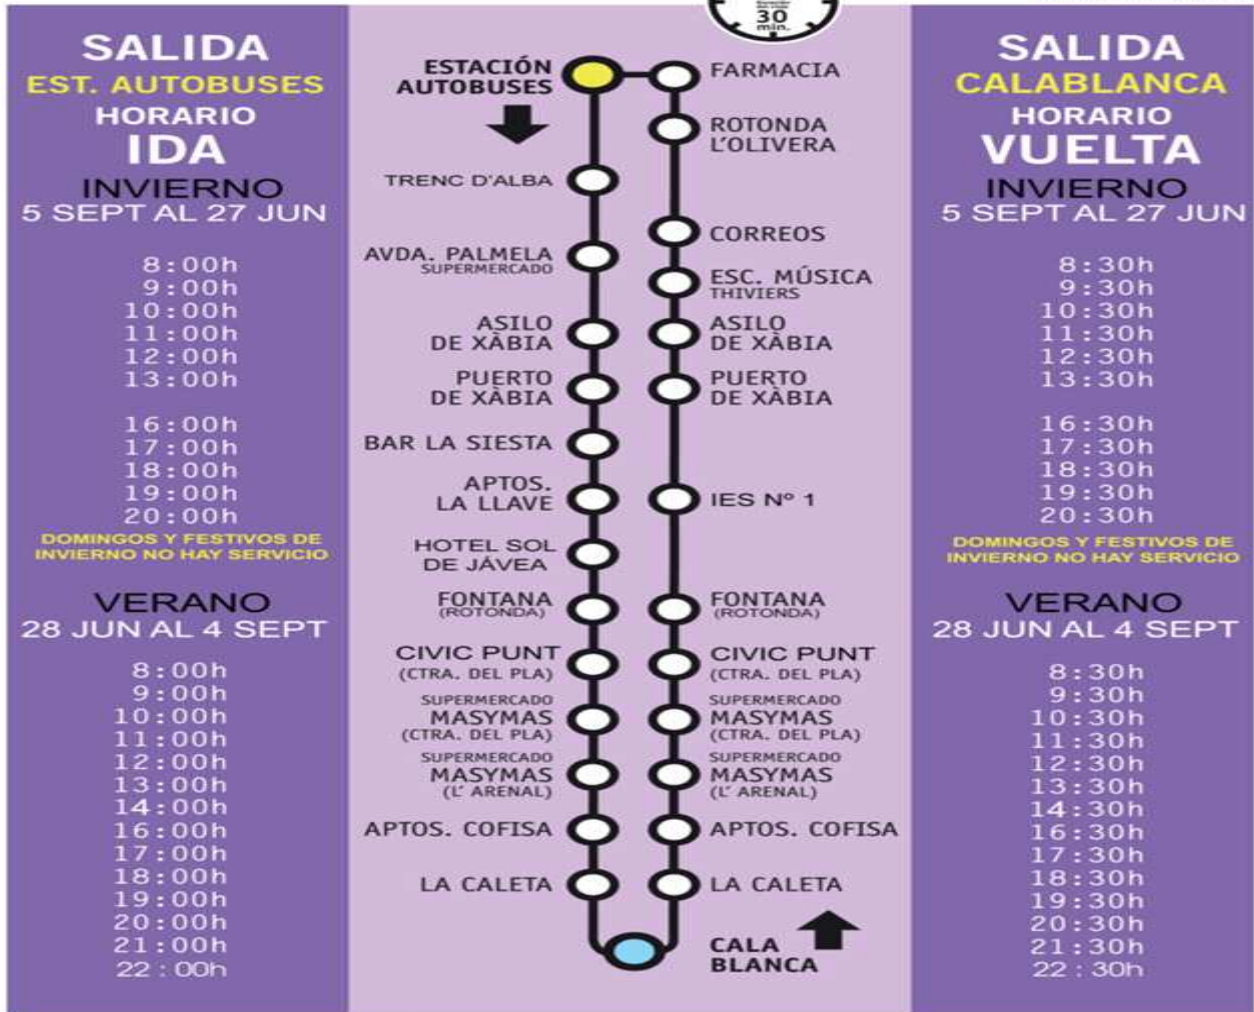 30
min.
SALIDA
EST. AUTOBUSES
HORARIO
IDA
INVIERNO
5 SEPT AL 27 JUN
8:00h
9:00h
10:00h
11:00h
12:00h
13:00h
16:00h
17:00h
18:00h
19:00h
20:00h
DOMINGOS Y FESTIVOS DE
INVIERNO NO HAY SERVICIO
VERANO
28 JUN AL 4 SEPT
8:00h
9:00h
10:00h
11:00h
12:00h
13:00h
14:00h
16:00h
17:00h
18:00h
19:00h
20:00h
21:00h
22:00h
ESTACIÓN
AUTOBUSES
TRENC D'ALBA
AVDA. PALMELA
SUPERMERCADO
ASILO
DE XÀBIA
PUERTO
DE XÀBIA
BAR LA SIESTA
APTOS.
LA LLAVE
HOTEL SOL
DE JÁVEA
FONTANA
(ROTONDA)
CIVIC PUNT
(CTRA. DEL PLA)
SUPERMERCADO
MASYMAS
(CTRA. DEL PLA)
SUPERMERCADO
MASYMAS
(L' ARENAL)
APTOS. COFISA
LA CALETA
FARMACIA
ROTONDA
L'OLIVERA
CORREOS
ESC. MÚSICA
THIVIERS
ASILO
DE XÀBIA
PUERTO
DE XÀBIA
IES Nº 1
FONTANA
(ROTONDA)
CIVIC PUNT
(CTRA. DEL PLA)
SUPERMERCADO
MASYMAS
(CTRA. DEL PLA)
SUPERMERCADO
MASYMAS
(L' ARENAL)
APTOS. COFISA
LA CALETA
CALA
BLANCA
SALIDA
CALABLANCA
HORARIO
VUELTA
INVIERNO
5 SEPT AL 27 JUN
8:30h
9:30h
10:30h
11:30h
12:30h
13:30h
16:30h
17:30h
18:30h
19:30h
20:30h
DOMINGOS Y FESTIVOS DE
INVIERNO NO HAY SERVICIO
VERANO
28 JUN AL 4 SEPT
8:30h
9:30h
10:30h
11:30h
12:30h
13:30h
14:30h
16:30h
17:30h
18:30h
19:30h
20:30h
21:30h
22:30h